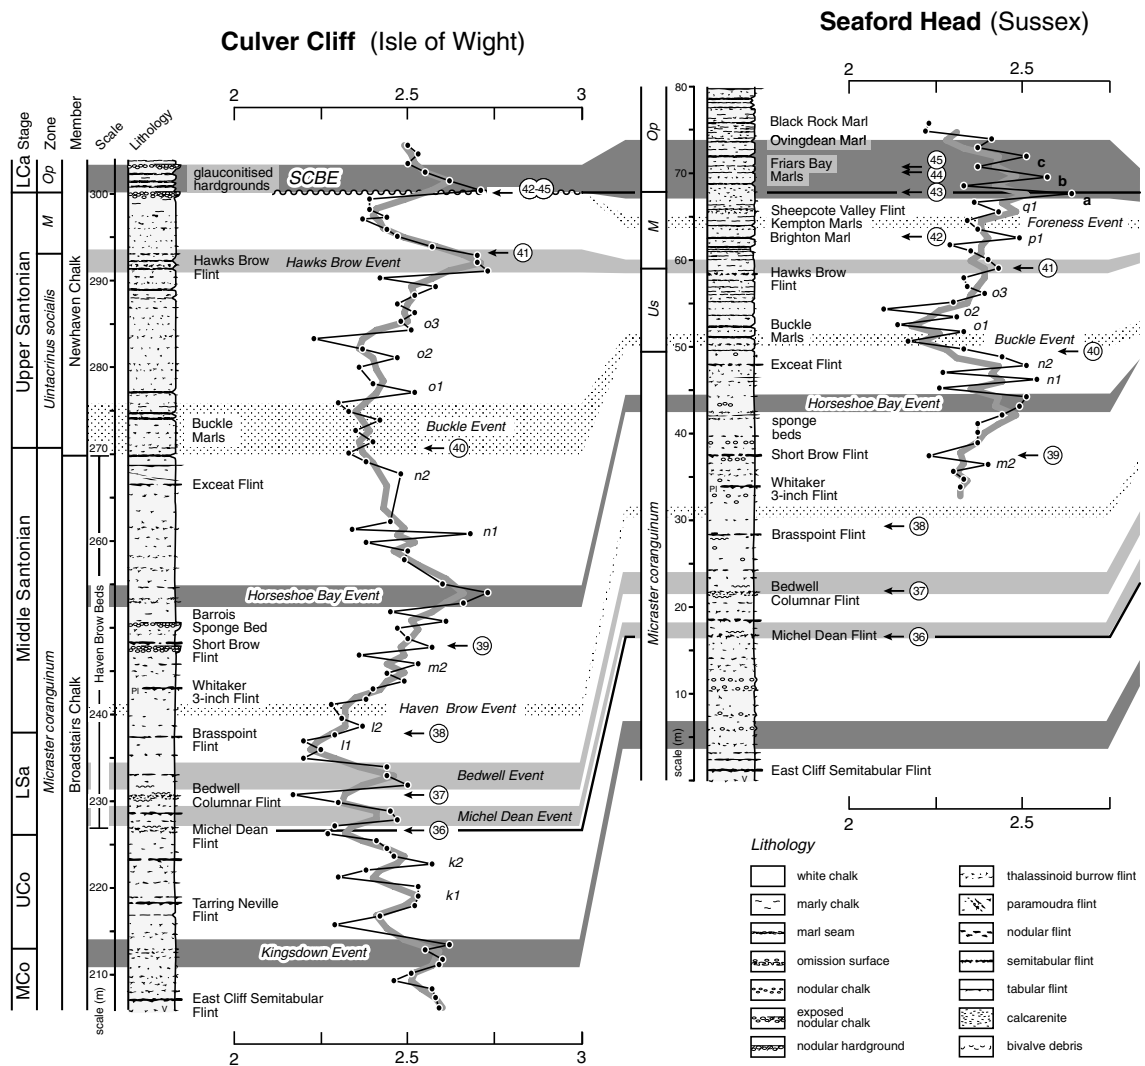 Culver Cliff (Isle of Wight)
Seaford Head (Sussex)
2
2.5
3
2
2.5
Stage
Zone
Member
Scale
Lithology
LCa
Upper Santonian
Middle Santonian
LSa
UCo
MCo
Op
M
Uintacrinus socialis
Micraster coranguinum
Newhaven Chalk
Broadstairs Chalk
Haven Brow Beds
300
290
280
270
260
240
230
220
210
scale (m)
PI
V
glauconitised
hardgrounds
SCBE
42-45
41
Hawks Brow
Flint
Hawks Brow Event
o3
o2
o1
Buckle
Marls
Buckle Event
40
Exceat Flint
n2
n1
Horseshoe Bay Event
Barrois
Sponge Bed
Short Brow
Flint
39
m2
Whitaker
3-inch Flint
Haven Brow Event
Brasspoint
Flint
l2
38
l1
Bedwell Event
Bedwell
Columnar Flint
37
Michel Dean Event
Michel Dean
Flint
36
k2
k1
Tarring Neville
Flint
Kingsdown Event
East Cliff Semitabular
Flint
2
2.5
3
80
70
60
50
40
30
20
10
scale (m)
Op
M
Us
Micraster coranguinum
PI
V
Black Rock Marl
Ovingdean Marl
Friars Bay
Marls
45
44
43
c
b
a
Sheepcote Valley Flint
q1
Kempton Marls
Foreness Event
Brighton Marl
42
p1
Hawks Brow
Flint
41
o3
o2
o1
Buckle
Marls
Buckle Event
40
Exceat Flint
n2
n1
Horseshoe Bay Event
sponge
beds
Short Brow Flint
39
m2
Whitaker
3-inch Flint
Brasspoint Flint
38
Bedwell
Columnar Flint
37
Michel Dean Flint
36
East Cliff Semitabular Flint
2
2.5
Lithology
white chalk
marly chalk
marl seam
omission surface
nodular chalk
exposed
nodular chalk
nodular hardground
thalassinoid burrow flint
paramoudra flint
nodular flint
semitabular flint
tabular flint
calcarenite
bivalve debris